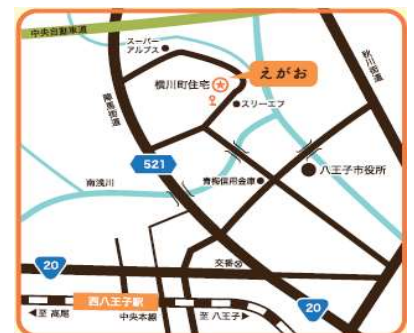 中央自動車道
スーパー
アルプス
秋川街道
横川町住宅
えがお
陣馬街道
スリーエフ
521
南浅川
青梅信用金庫
八王子市役所
20
交番
西八王子駅
20
至 高尾
中央本線
至 八王子